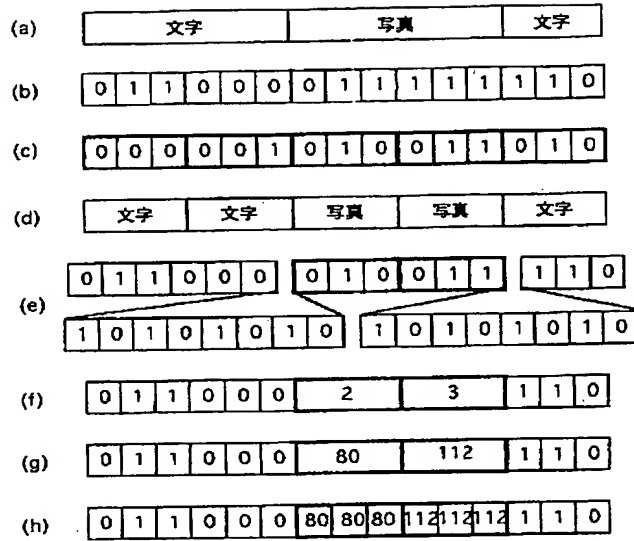 (a) 文字 写真 文字
(b) 0 1 1 0 0 0 0 1 1 1 1 1 1 1 0
(c) 0 0 0 0 0 1 0 1 0 0 1 1 0 1 0
(d) 文字 文字 写真 写真 文字
0 1 1 0 0 0 0 1 0 0 1 1 1 1 0
(e)
1 0 1 0 1 0 1 0 1 0 1 0 1 0 1 0
(f) 0 1 1 0 0 0 2 3 1 1 0
(g) 0 1 1 0 0 0 80 112 1 1 0
(h) 0 1 1 0 0 0 80 80 80 112 112 112 1 1 0